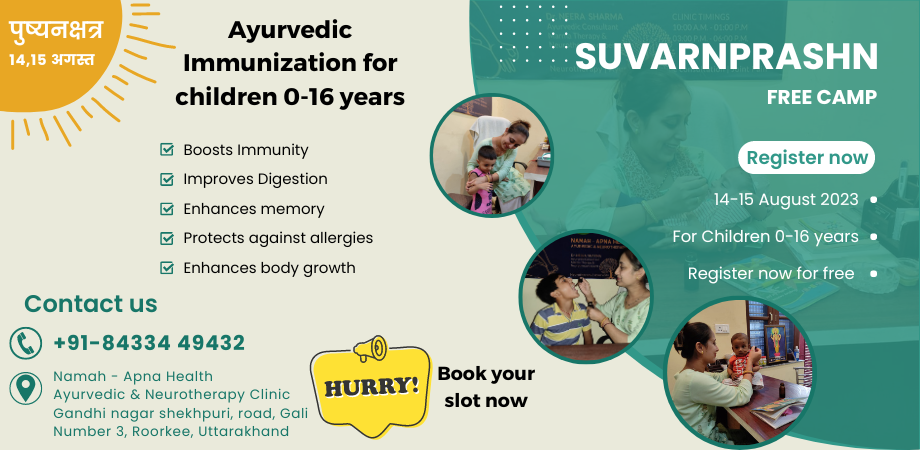 पुष्यनक्षत्र
14,15 अगस्त
Ayurvedic
Immunization for
children 0-16 years
Boosts Immunity
Improves Digestion
Enhances memory
Protects against allergies
Enhances body growth
Contact us
+91-84334 49432
Namah - Apna Health
Ayurvedic & Neurotherapy Clinic
Gandhi nagar shekhpuri, road, Gali
Number 3, Roorkee, Uttarakhand
HURRY!
Book your
slot now
SUVARNPRASHN
FREE CAMP
Register now
14-15 August 2023
For Children 0-16 years
Register now for free